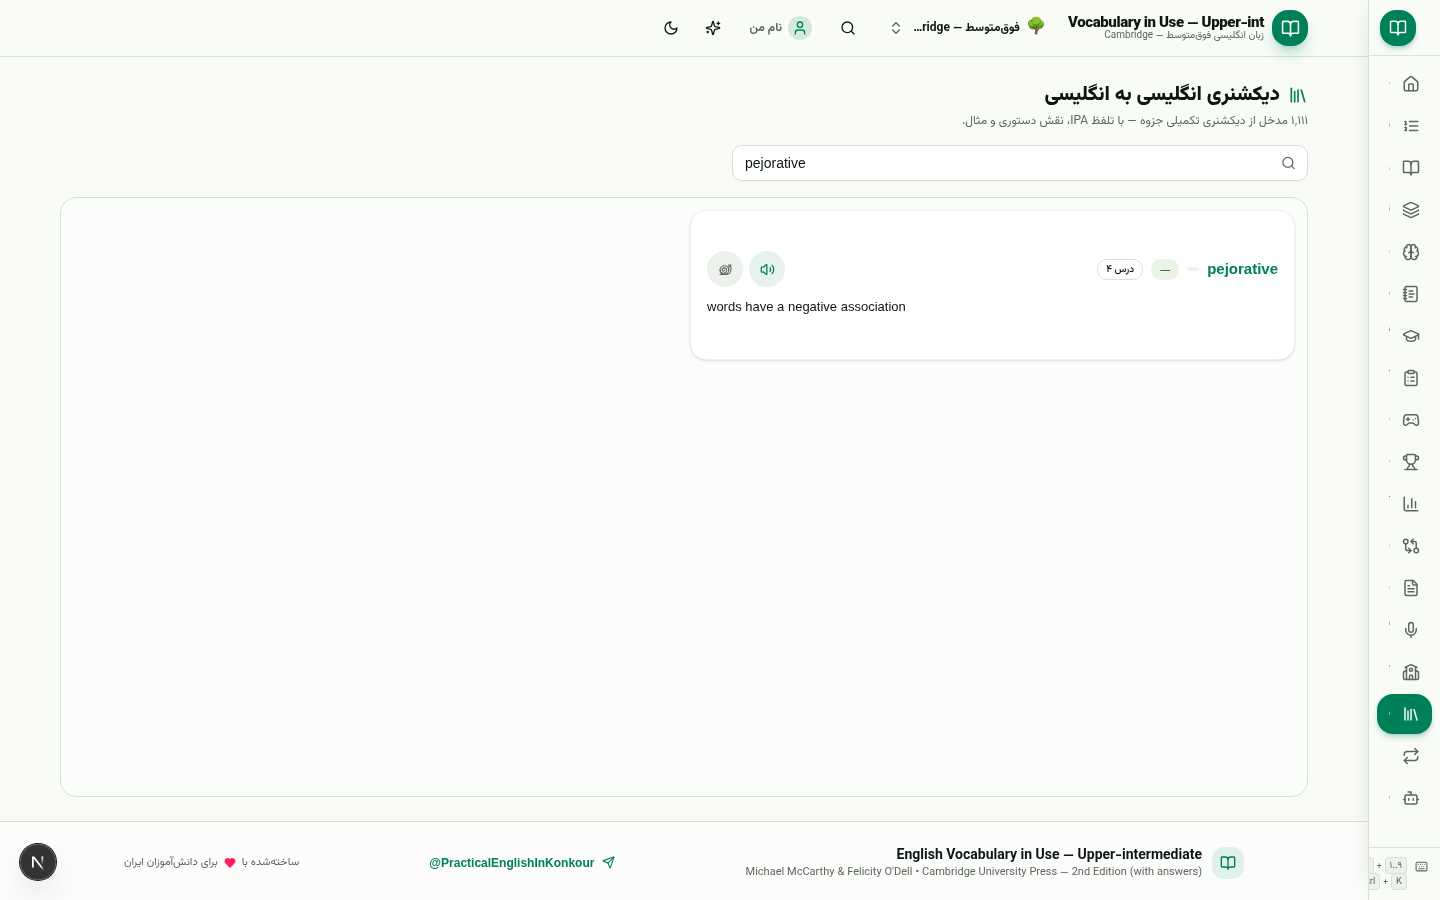 Vocabulary in Use — Upper-int
زبان انگلیسی فوق‌متوسط — Cambridge
فوق‌متوسط — ridge...
نام من
دیکشنری انگلیسی به انگلیسی
۱,۱۱۱ مدخل از دیکشنری تکمیلی جزوه — با تلفظ IPA، نقش دستوری و مثال.
pejorative
pejorative
—
درس ۴
words have a negative association
English Vocabulary in Use — Upper-intermediate
Michael McCarthy & Felicity O'Dell • Cambridge University Press — 2nd Edition (with answers)
@PracticalEnglishInKonkour
ساخته‌شده با ❤ برای دانش‌آموزان ایران
N
+ ۱..۹
+ K